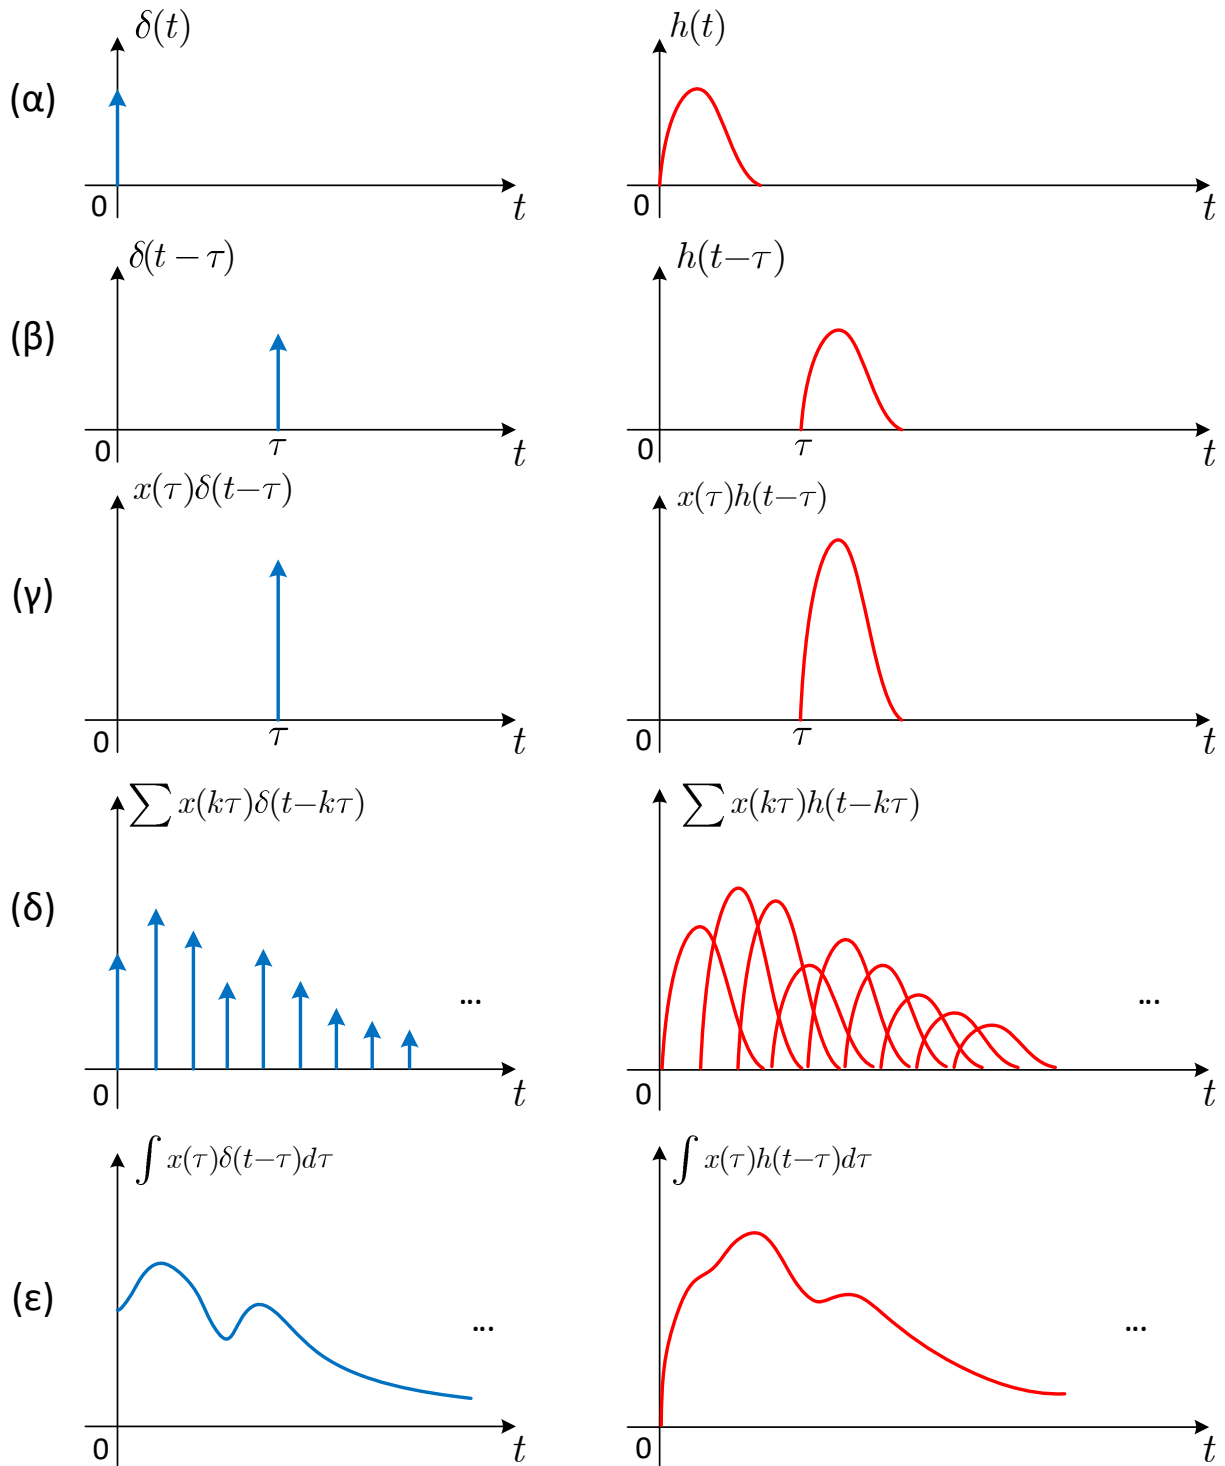 δ(t) h(t)
(α)
0 t 0 t
δ(t − τ) h(t−τ)
(β)
0 τ t 0 τ t
x(τ)δ(t−τ) x(τ)h(t−τ)
(γ)
0 τ t 0 τ t
∑ x(kτ)δ(t−kτ) ∑ x(kτ)h(t−kτ)
(δ)
... ...
0 t 0 t
∫ x(τ)δ(t−τ)dτ ∫ x(τ)h(t−τ)dτ
(ε)
... ...
0 t 0 t